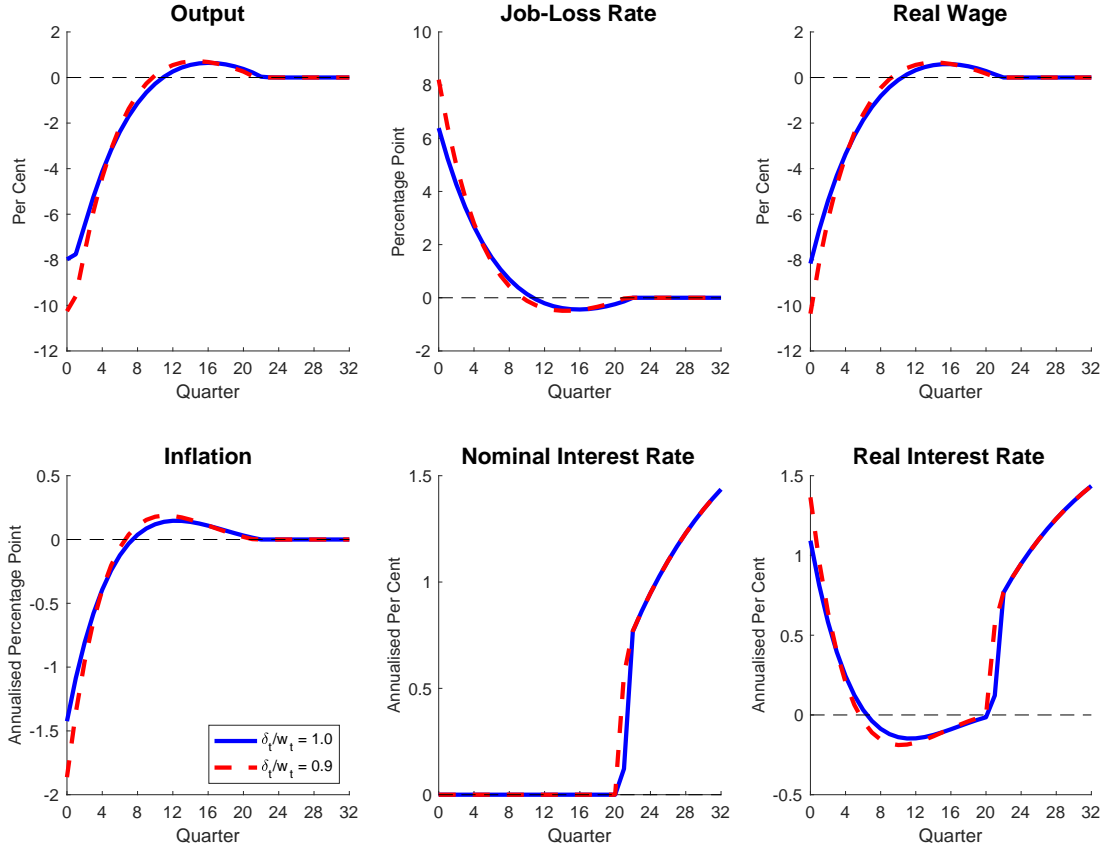 Output
Per Cent
2
0
-2
-4
-6
-8
-10
-12
0 4 8 12 16 20 24 28 32
Quarter
Job-Loss Rate
Percentage Point
10
8
6
4
2
0
-2
0 4 8 12 16 20 24 28 32
Quarter
Real Wage
Per Cent
2
0
-2
-4
-6
-8
-10
-12
0 4 8 12 16 20 24 28 32
Quarter
Inflation
Annualised Percentage Point
0.5
0
-0.5
-1
-1.5
-2
δt/wt = 1.0
δt/wt = 0.9
0 4 8 12 16 20 24 28 32
Quarter
Nominal Interest Rate
Annualised Per Cent
1.5
1
0.5
0
0 4 8 12 16 20 24 28 32
Quarter
Real Interest Rate
Annualised Per Cent
1.5
1
0.5
0
-0.5
0 4 8 12 16 20 24 28 32
Quarter